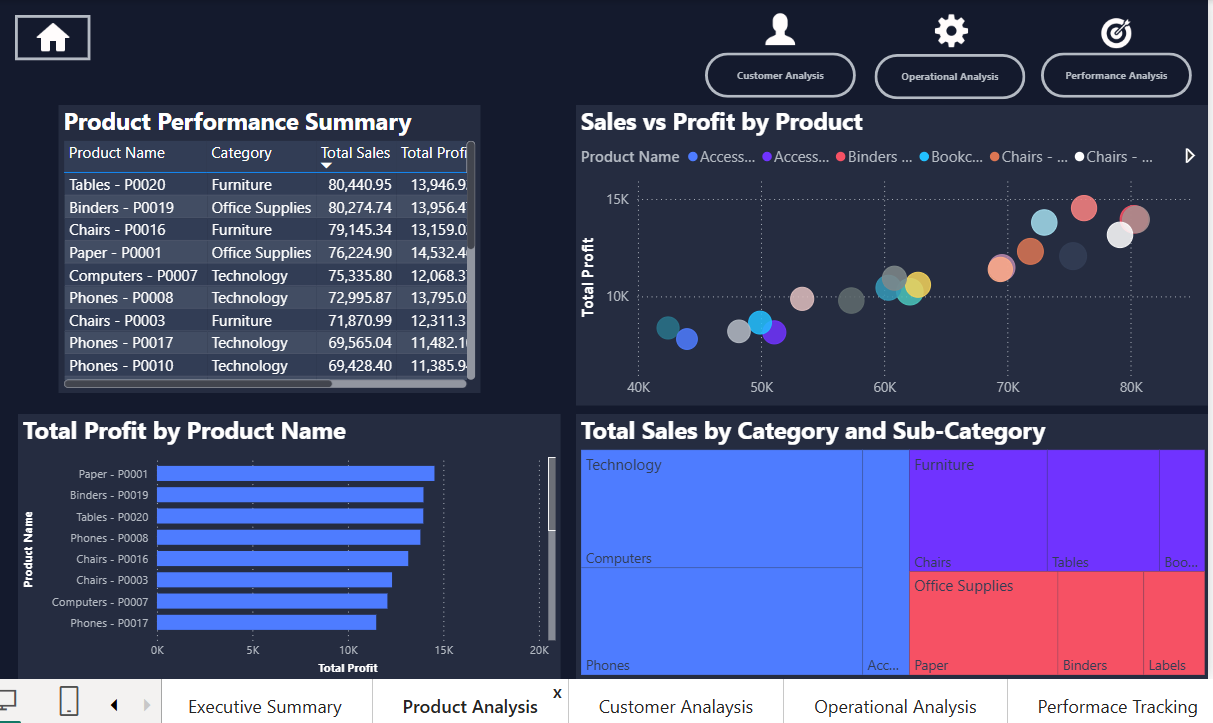 Customer Analysis
Operational Analysis
Performance Analysis
Product Performance Summary
Product Name Category Total Sales Total Profi
Tables - P0020 Furniture 80,440.95 13,946.9
Binders - P0019 Office Supplies 80,274.74 13,956.4
Chairs - P0016 Furniture 79,145.34 13,159.0
Paper - P0001 Office Supplies 76,224.90 14,532.4
Computers - P0007 Technology 75,335.80 12,068.3
Phones - P0008 Technology 72,995.87 13,795.0
Chairs - P0003 Furniture 71,870.99 12,311.3
Phones - P0017 Technology 69,565.04 11,482.1
Phones - P0010 Technology 69,428.40 11,385.9
Sales vs Profit by Product
Product Name Access... Access... Binders ... Bookc... Chairs - ... Chairs - ...
15K
10K
Total Profit
40K 50K 60K 70K 80K
Total Profit by Product Name
Product Name
Paper - P0001
Binders - P0019
Tables - P0020
Phones - P0008
Chairs - P0016
Chairs - P0003
Computers - P0007
Phones - P0017
0K 5K 10K 15K 20K
Total Profit
Total Sales by Category and Sub-Category
Technology
Computers
Phones
Acc...
Furniture
Chairs
Tables
Boo...
Office Supplies
Paper
Binders
Labels
Executive Summary
Product Analysis
x
Customer Analaysis
Operational Analysis
Performace Tracking